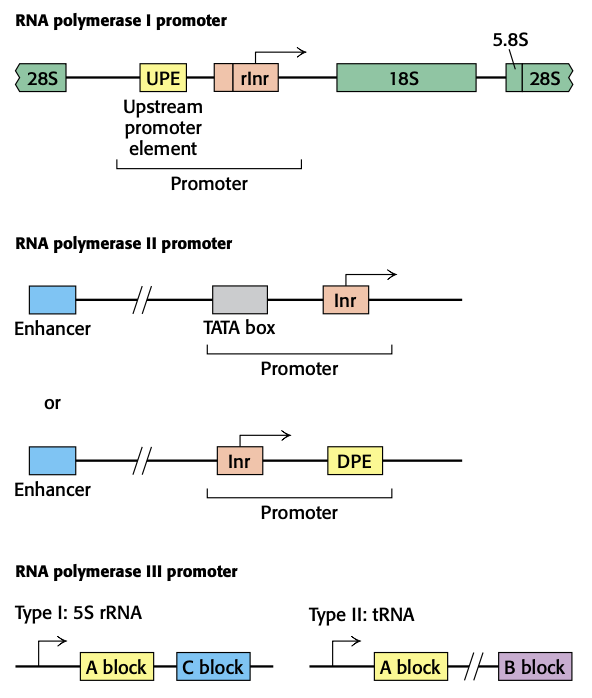 RNA polymerase I promoter
5.8S
28S UPE rInr 18S 28S
Upstream
promoter
element
Promoter
RNA polymerase II promoter
Inr
Enhancer TATA box
Promoter
or
Inr DPE
Enhancer
Promoter
RNA polymerase III promoter
Type I: 5S rRNA Type II: tRNA
A block C block A block B block